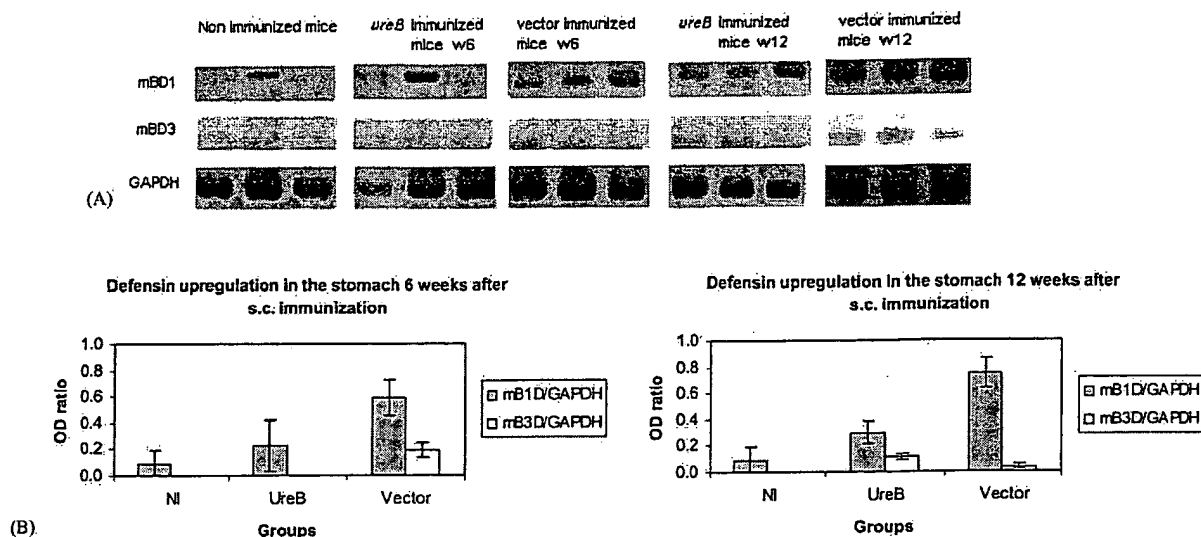 Non Immunized mice
ureB Immunized mice w6
vector immunized mice w6
ureB Immunized mice w12
vector immunized mice w12
mBD1
mBD3
GAPDH
(A)
Defensin upregulation in the stomach 6 weeks after
s.c. immunization
1.0
0.8
0.6
0.4
0.2
0.0
OD ratio
NI
UreB
Vector
Groups
mB1D/GAPDH
mB3D/GAPDH
Defensin upregulation in the stomach 12 weeks after
s.c. immunization
1.0
0.8
0.6
0.4
0.2
0.0
OD ratio
NI
UreB
Vector
Groups
mB1D/GAPDH
mB3D/GAPDH
(B)